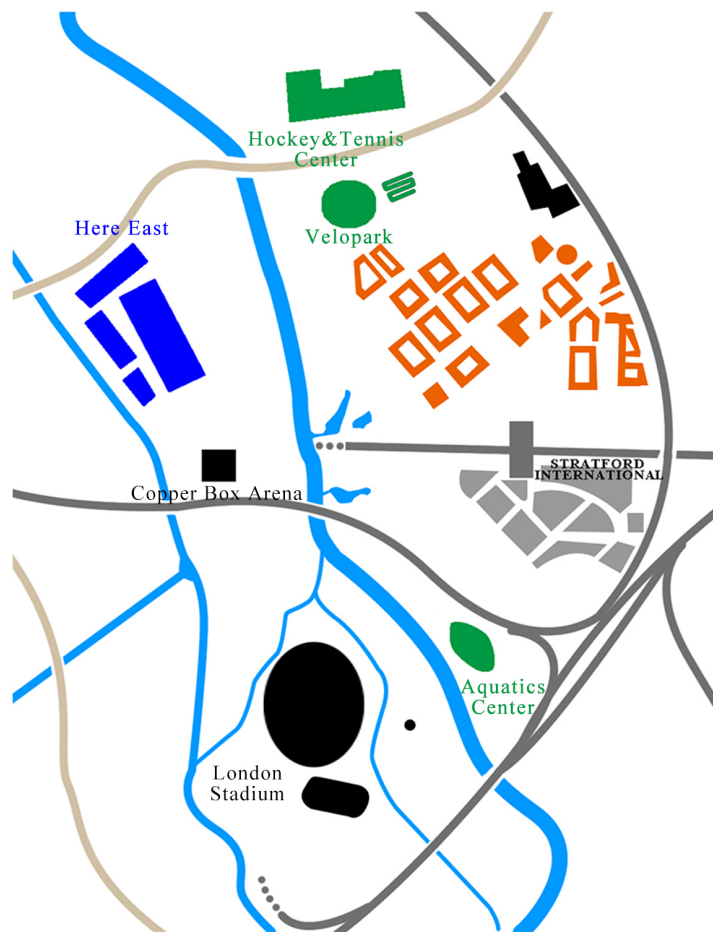 Hockey&Tennis
Center
Velopark
Here East
STRATFORD
INTERNATIONAL
Copper Box Arena
Aquatics
Center
London
Stadium